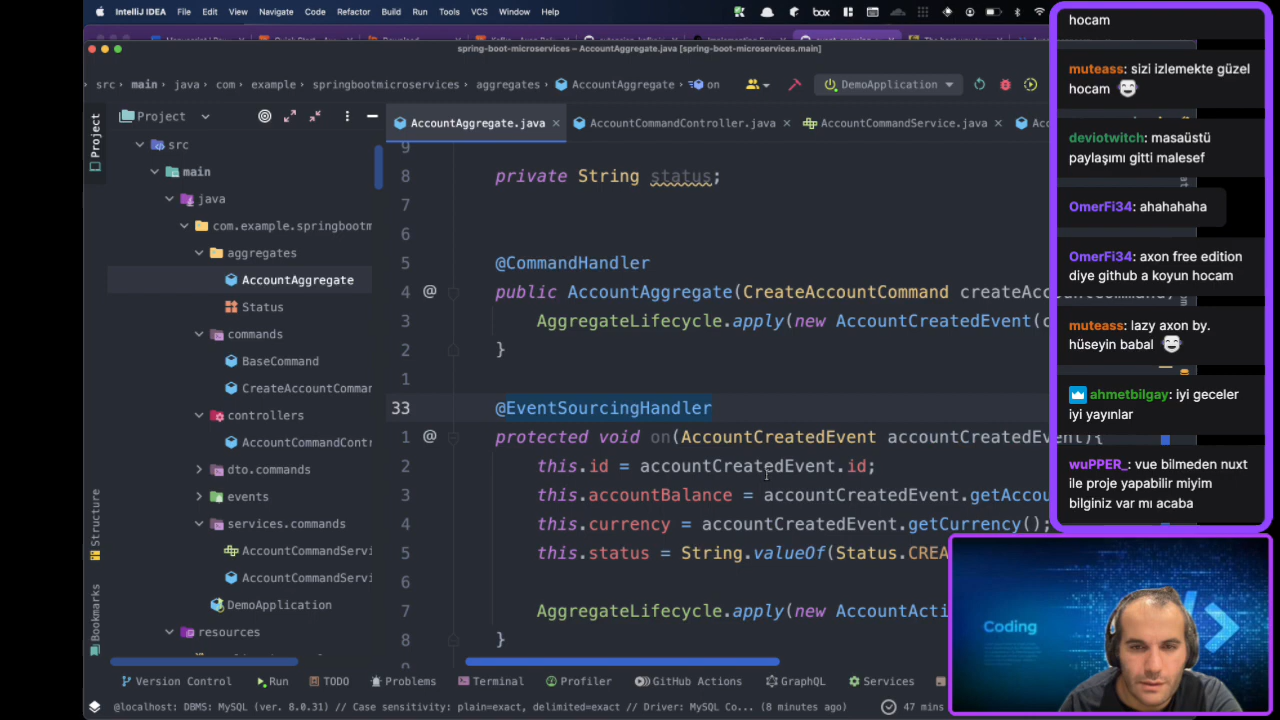 IntelliJ IDEA File Edit View Navigate Code Refactor Build Run Tools VCS Window Help
box
spring-boot-microservices – AccountAggregate.java [spring-boot-microservices.main]
src main java com example springbootmicroservices aggregates AccountAggregate on DemoApplication
Project
Project
AccountAggregate.java AccountCommandController.java AccountCommandService.java
src
main
java
com.example.springbootm
aggregates
AccountAggregate
Status
commands
BaseCommand
CreateAccountComman
controllers
AccountCommandContr
dto.commands
events
services.commands
AccountCommandServi
AccountCommandServi
DemoApplication
resources
Structure
Bookmarks
9
8 private String status;
7
6
5 @CommandHandler
4 public AccountAggregate(CreateAccountCommand
3 AggregateLifecycle.apply(new AccountCreatedEvent(c
2 }
1
33 @EventSourcingHandler
1 protected void on(AccountCreatedEvent accountCreatedEvent){
2 this.id = accountCreatedEvent.id;
3 this.accountBalance = accountCreatedEvent.getAccou
4 this.currency = accountCreatedEvent.getCurrency();
5 this.status = String.valueOf(Status.CREA
6
7 AggregateLifecycle.apply(new AccountActi
8 }
9
Version Control Run TODO Problems Terminal Profiler GitHub Actions GraphQL Services
@localhost: DBMS: MySQL (ver. 8.0.31) // Case sensitivity: plain=exact, delimited=exact // Driver: MySQL Co... (8 minutes ago)
47 mins
hocam
muteass: sizi izlemekte güzel
hocam
deviotwitch: masaüstü
paylaşımı gitti malesef
OmerFi34: ahahahaha
OmerFi34: axon free edition
diye github a koyun hocam
muteass: lazy axon by.
hüseyin babal
ahmetbilgay: iyi geceler
iyi yayınlar
wuPPER_: vue bilmeden nuxt
ile proje yapabilir miyim
bilginiz var mı acaba
Coding